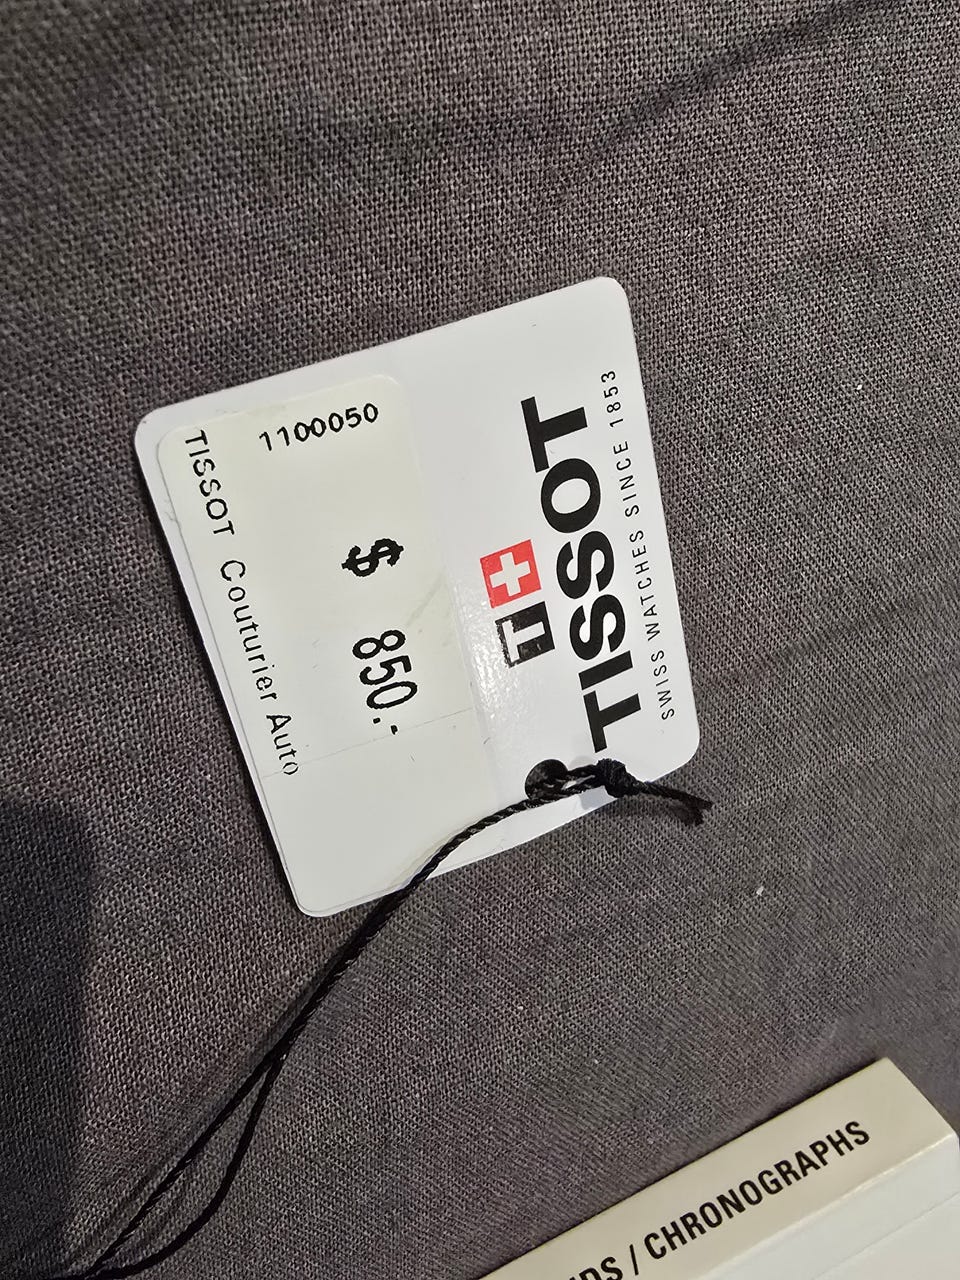 TISSOT
SWISS WATCHES SINCE 1853
T+
1100050
$ 850.-
TISSOT Couturier Auto
/ CHRONOGRAPHS